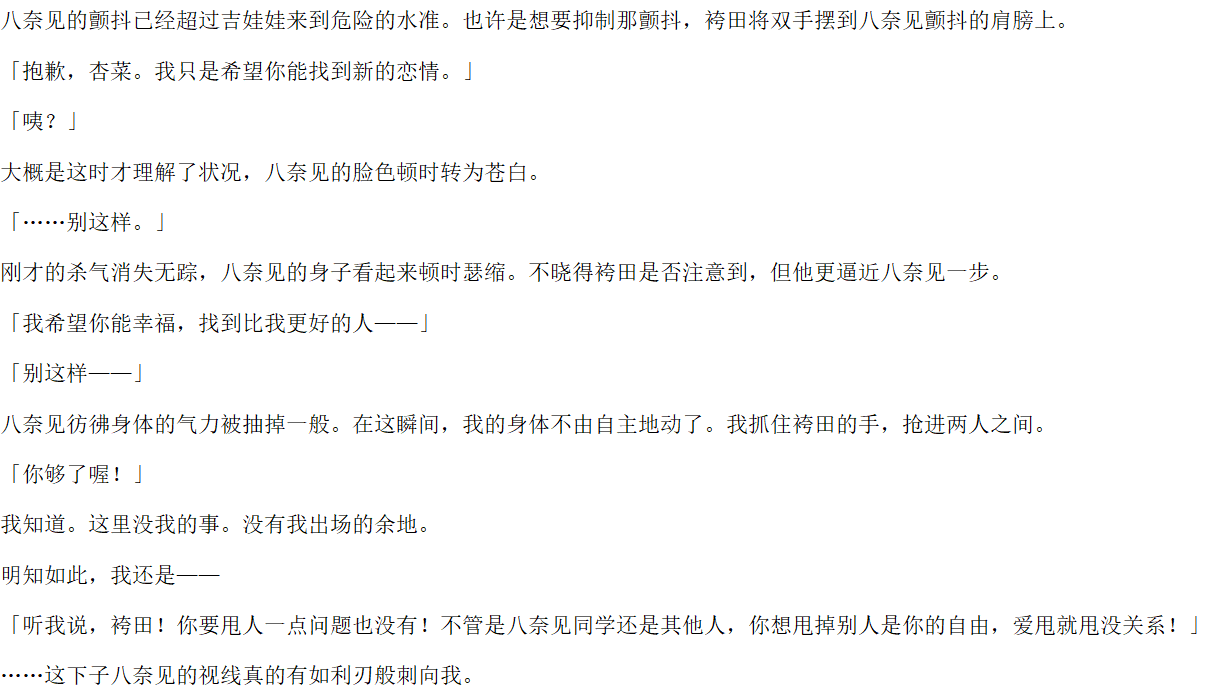 八奈见的颤抖已经超过吉娃娃来到危险的水准。也许是想要抑制那颤抖，袴田将双手摆到八奈见颤抖的肩膀上。
「抱歉，杏菜。我只是希望你能找到新的恋情。」
「咦？」
大概是这时才理解了状况，八奈见的脸色顿时转为苍白。
「……别这样。」
刚才的杀气消失无踪，八奈见的身子看起来顿时瑟缩。不晓得袴田是否注意到，但他更逼近八奈见一步。
「我希望你能幸福，找到比我更好的人——」
「别这样——」
八奈见彷彿身体的气力被抽掉一般。在这瞬间，我的身体不由自主地动了。我抓住袴田的手，抢进两人之间。
「你够了喔！」
我知道。这里没我的事。没有我出场的余地。
明知如此，我还是——
「听我说，袴田！你要甩人一点问题也没有！不管是八奈见同学还是其他人，你想甩掉别人是你的自由，爱甩就甩没关系！」
……这下子八奈见的视线真的有如利刃般刺向我。